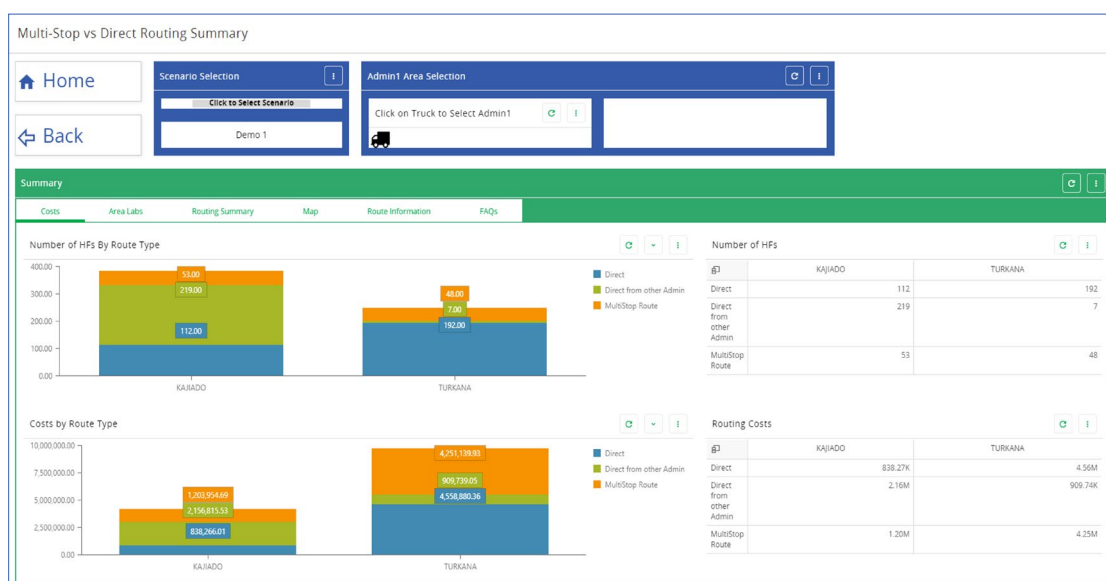 Multi-Stop vs Direct Routing Summary
Home
Back
Scenario Selection
Click to Select Scenario
Demo 1
Admin1 Area Selection
Click on Truck to Select Admin1
Summary
Costs Area Labs Routing Summary Map Route Information FAQs
Number of HFs By Route Type
400.00
300.00
200.00
100.00
0.00
53.00
219.00
112.00
48.00
7.00
192.00
KAJIADO TURKANA
Direct
Direct from other Admin
MultiStop Route
Number of HFs
KAJIADO TURKANA
Direct 112 192
Direct 219 7
from
other
Admin
MultiStop 53 48
Route
Costs by Route Type
10,000,000.00
7,500,000.00
5,000,000.00
2,500,000.00
0.00
1,203,954.69
2,156,815.53
838,266.01
4,251,139.93
909,739.05
4,558,880.36
KAJIADO TURKANA
Direct
Direct from other Admin
MultiStop Route
Routing Costs
KAJIADO TURKANA
Direct 838.27K 4.56M
Direct 2.16M 909.74K
from
other
Admin
MultiStop 1.20M 4.25M
Route